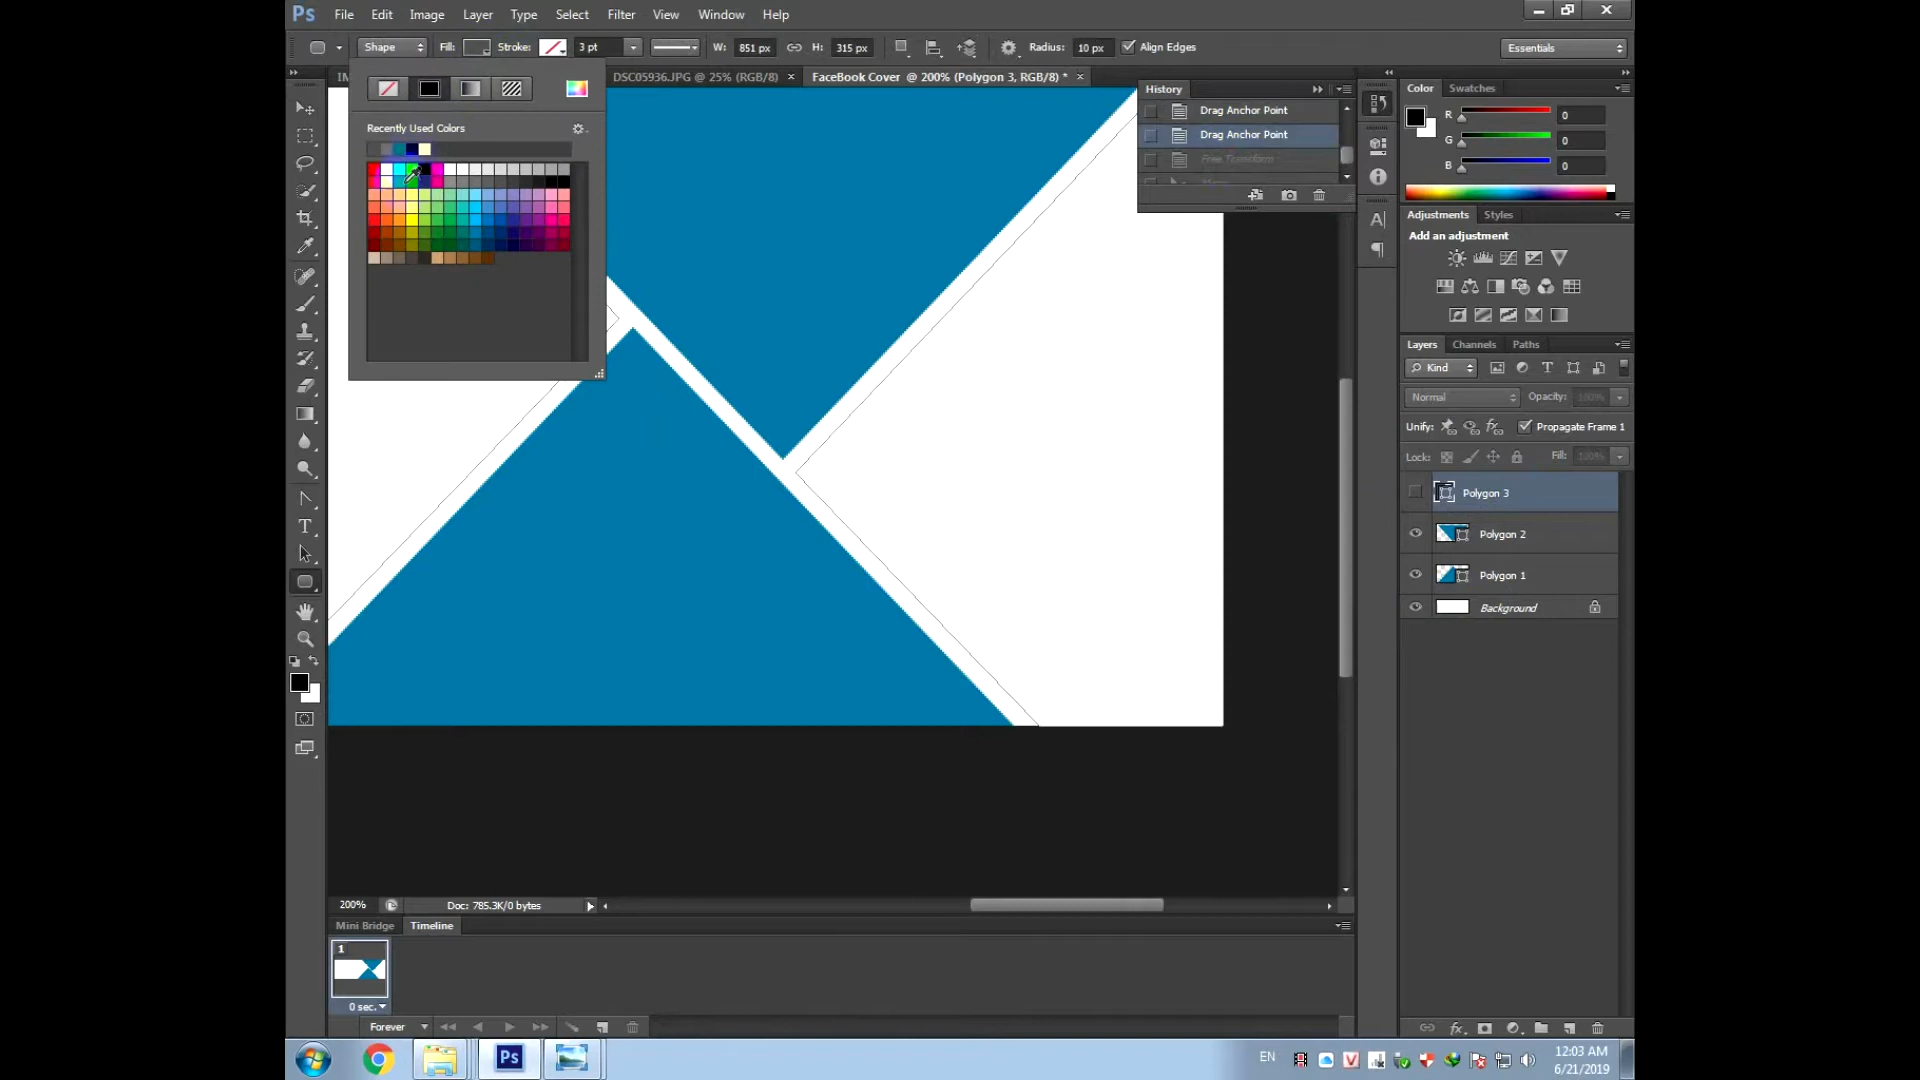 Ps File Edit Image Layer Type Select Filter View Window Help
Shape Fill: Stroke: 3 pt W: 851 px H: 315 px Radius: 10 px Align Edges Essentials
DSC05936.JPG @ 25% (RGB/8) × FaceBook Cover @ 200% (Polygon 3, RGB/8) * ×
Recently Used Colors
History
Drag Anchor Point
Drag Anchor Point
Free Transform
Color Swatches
R 0
G 0
B 0
Adjustments Styles
Add an adjustment
Layers Channels Paths
Kind
Normal Opacity: 100%
Unify: Propagate Frame 1
Lock: Fill: 100%
Polygon 3
Polygon 2
Polygon 1
Background
200% Doc: 785.3K/0 bytes
Mini Bridge Timeline
1
0 sec.
Forever
Ps
EN
12:03 AM
6/21/2019